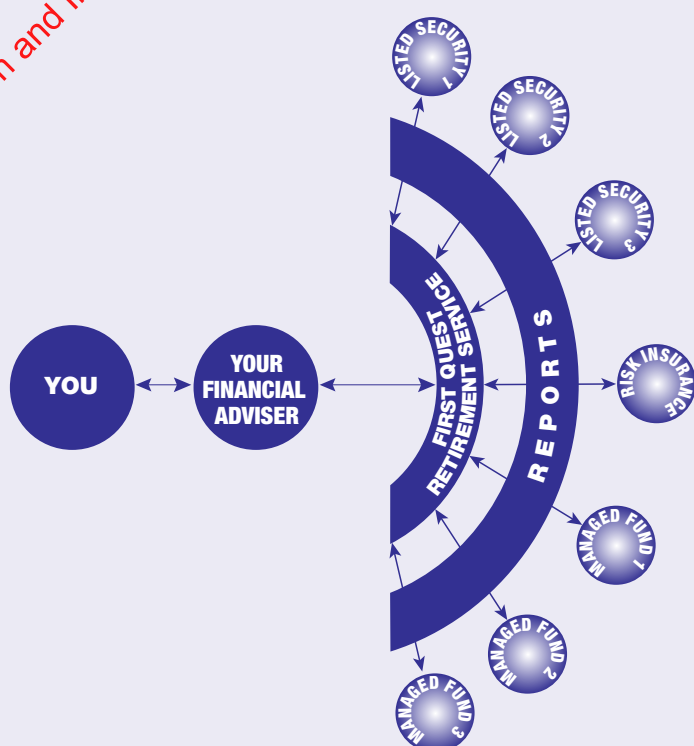 n and
YOU
YOUR
FINANCIAL
ADVISER
FIRST QUEST
RETIREMENT SERVICE
REPORTS
LISTED SECURITY 1
LISTED SECURITY 2
LISTED SECURITY 3
RISK INSURANCE
MANAGED FUND 1
MANAGED FUND 2
MANAGED FUND 3